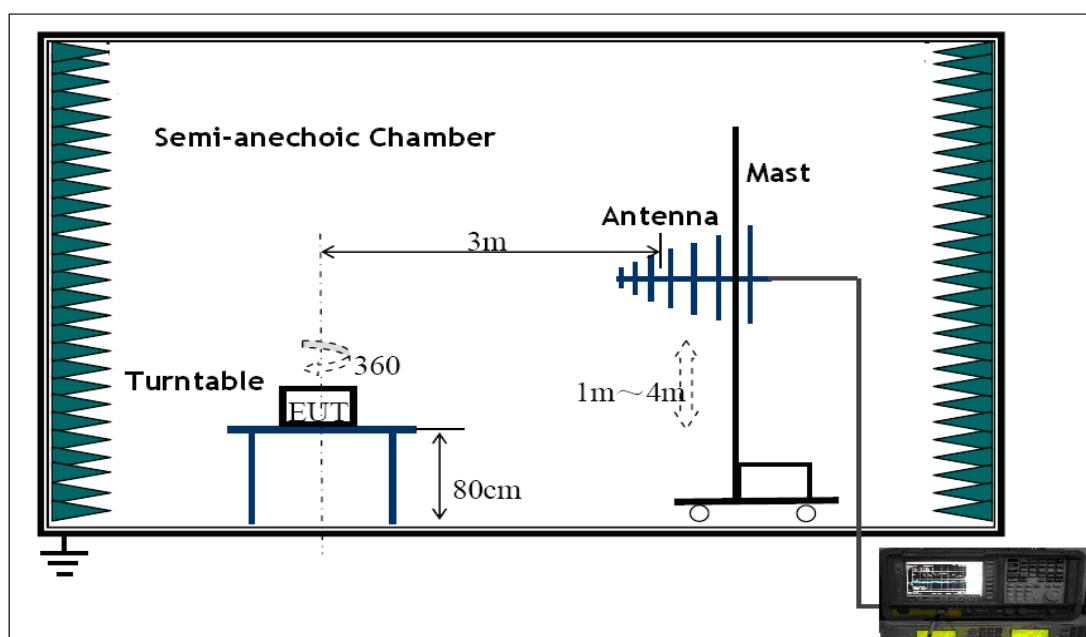 Semi-anechoic Chamber
Mast
Antenna
3m
360
Turntable
1m～4m
EUT
80cm